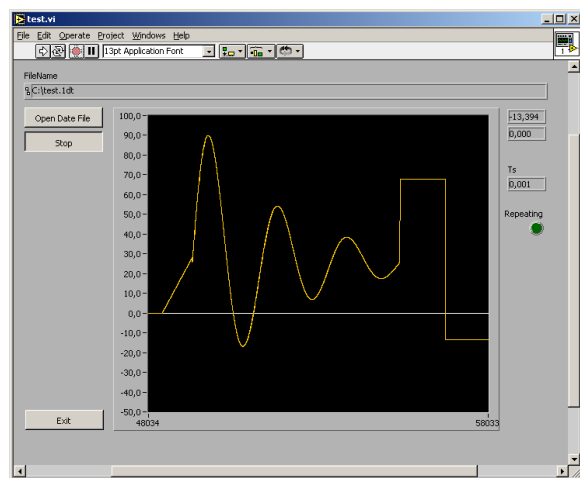 test.vi
File Edit Operate Project Windows Help
13pt Application Font
1
FileName
C:\test.1dt
Open Date File
Stop
Exit
100,0
90,0
80,0
70,0
60,0
50,0
40,0
30,0
20,0
10,0
0,0
-10,0
-20,0
-30,0
-40,0
-50,0
48034
58033
-13,394
0,000
Ts
0,001
Repeating